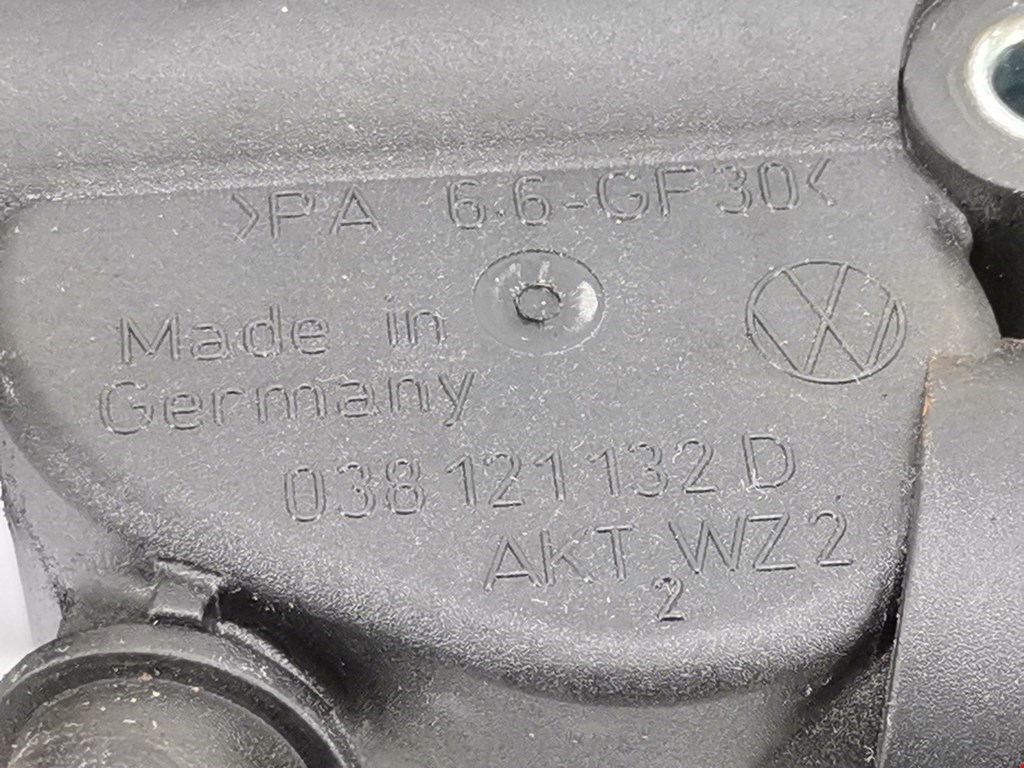 >PA 6.6-GF30<
Made in
Germany
038 121 132 D
AKT WZ 2
2